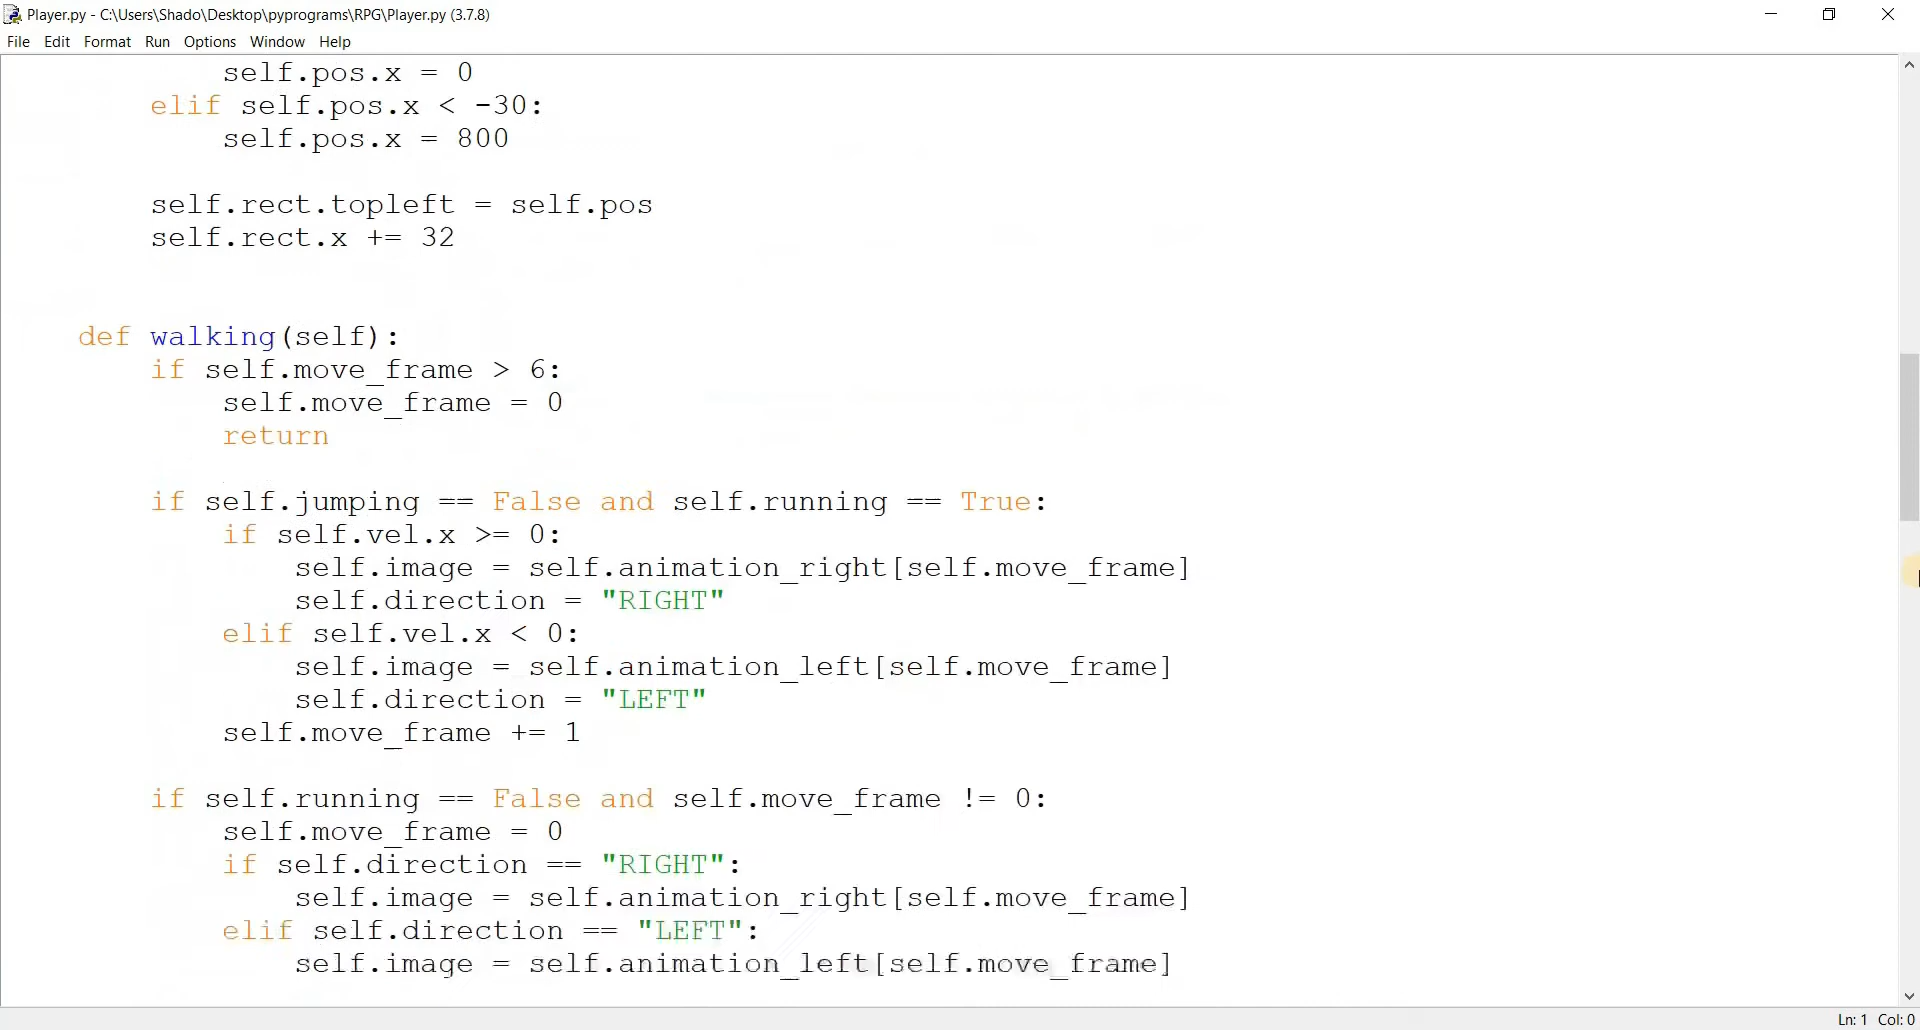 Player.py - C:\Users\Shado\Desktop\pyprograms\RPG\Player.py (3.7.8)
File Edit Format Run Options Window Help
            self.pos.x = 0
        elif self.pos.x < -30:
            self.pos.x = 800

        self.rect.topleft = self.pos
        self.rect.x += 32


    def walking(self):
        if self.move_frame > 6:
            self.move_frame = 0
            return

        if self.jumping == False and self.running == True:
            if self.vel.x >= 0:
                self.image = self.animation_right[self.move_frame]
                self.direction = "RIGHT"
            elif self.vel.x < 0:
                self.image = self.animation_left[self.move_frame]
                self.direction = "LEFT"
            self.move_frame += 1

        if self.running == False and self.move_frame != 0:
            self.move_frame = 0
            if self.direction == "RIGHT":
                self.image = self.animation_right[self.move_frame]
            elif self.direction == "LEFT":
                self.image = self.animation_left[self.move_frame]
Ln: 1 Col: 0